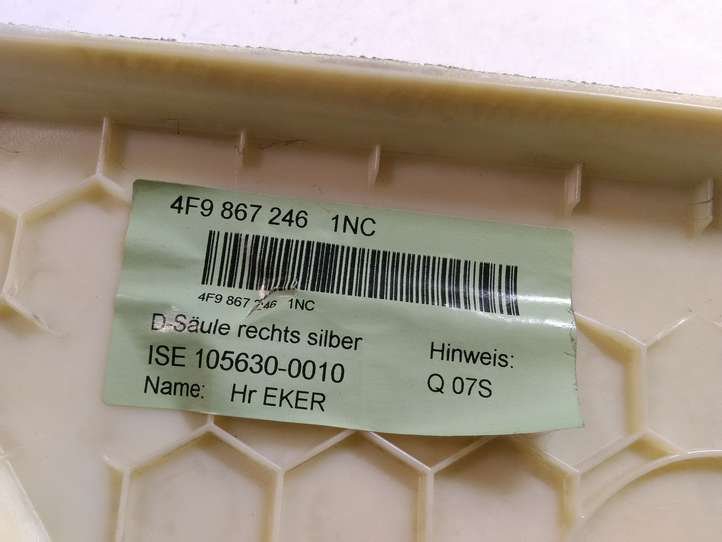 4F9 867 246 1NC
4F9 867 246 1NC
D-Säule rechts silber
ISE 105630-0010
Name: Hr EKER
Hinweis:
Q 07S